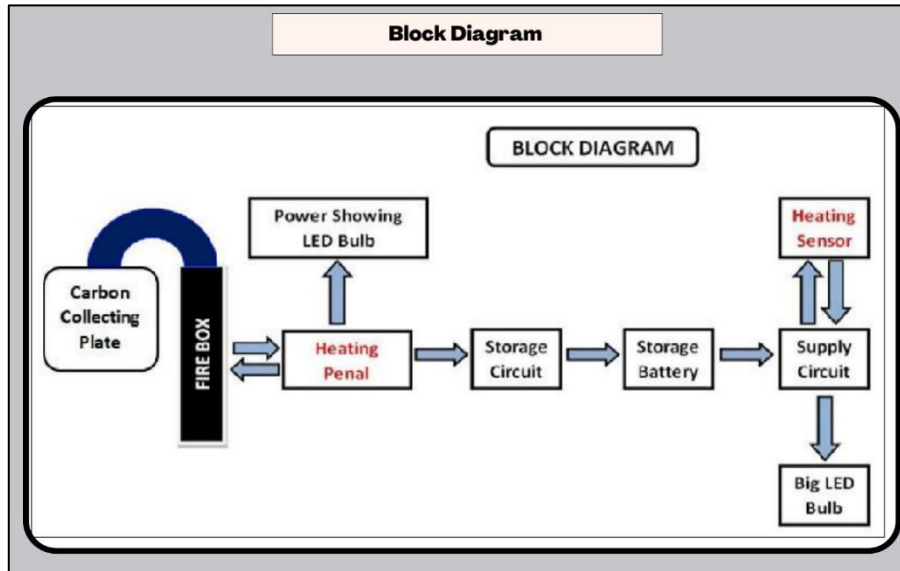 Block Diagram
BLOCK DIAGRAM
Power Showing
LED Bulb
Heating
Sensor
Carbon
Collecting
Plate
FIRE BOX
Heating
Penal
Storage
Circuit
Storage
Battery
Supply
Circuit
Big LED
Bulb